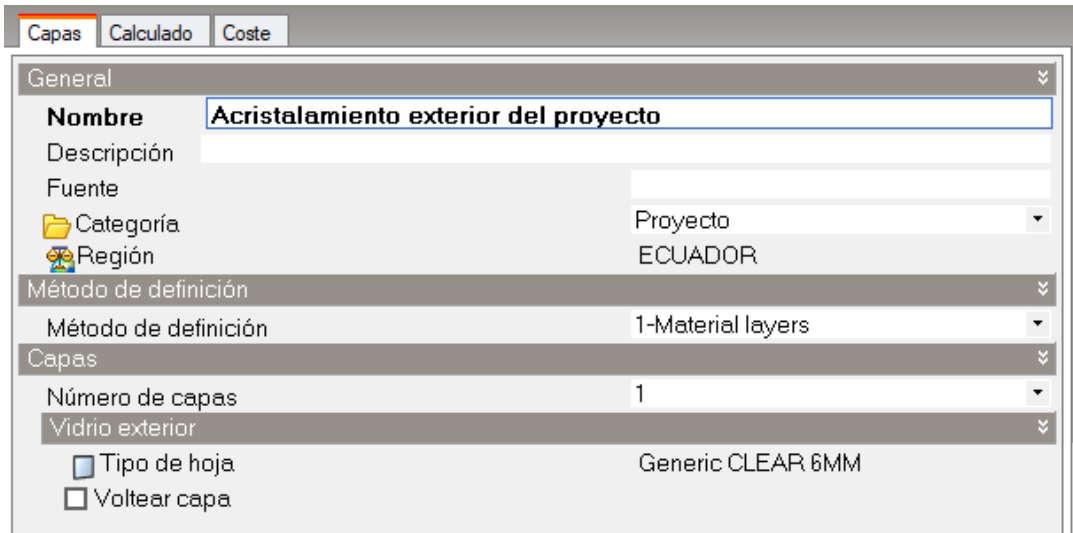 Capas Calculado Coste
General
Nombre Acristalamiento exterior del proyecto
Descripción
Fuente
Categoría Proyecto
Región ECUADOR
Método de definición
Método de definición 1-Material layers
Capas
Número de capas 1
Vidrio exterior
Tipo de hoja Generic CLEAR 6MM
Voltear capa